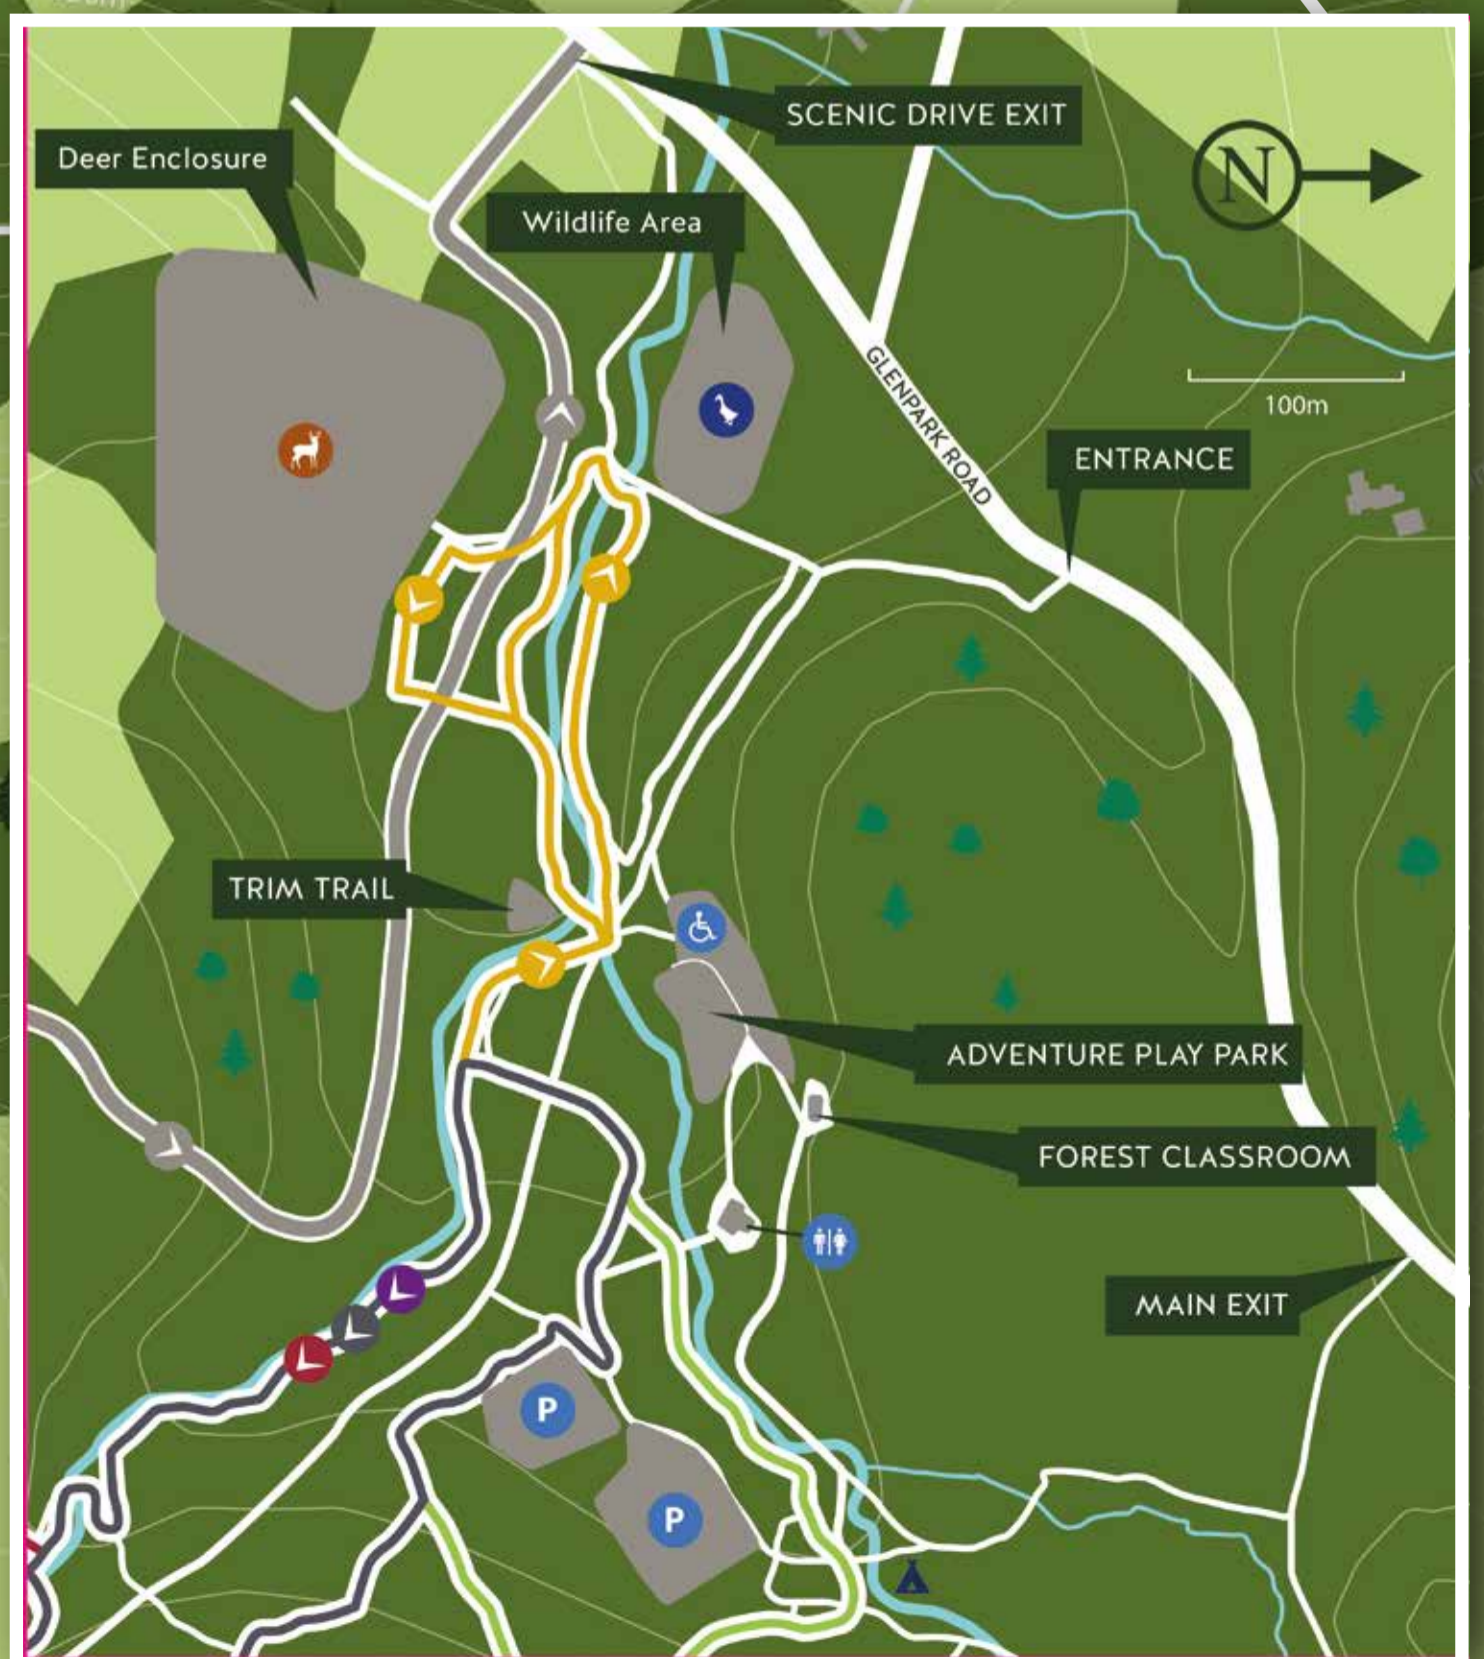 SCENIC DRIVE EXIT
Deer Enclosure
N
Wildlife Area
GLENPARK ROAD
100m
ENTRANCE
TRIM TRAIL
ADVENTURE PLAY PARK
FOREST CLASSROOM
MAIN EXIT
P
P